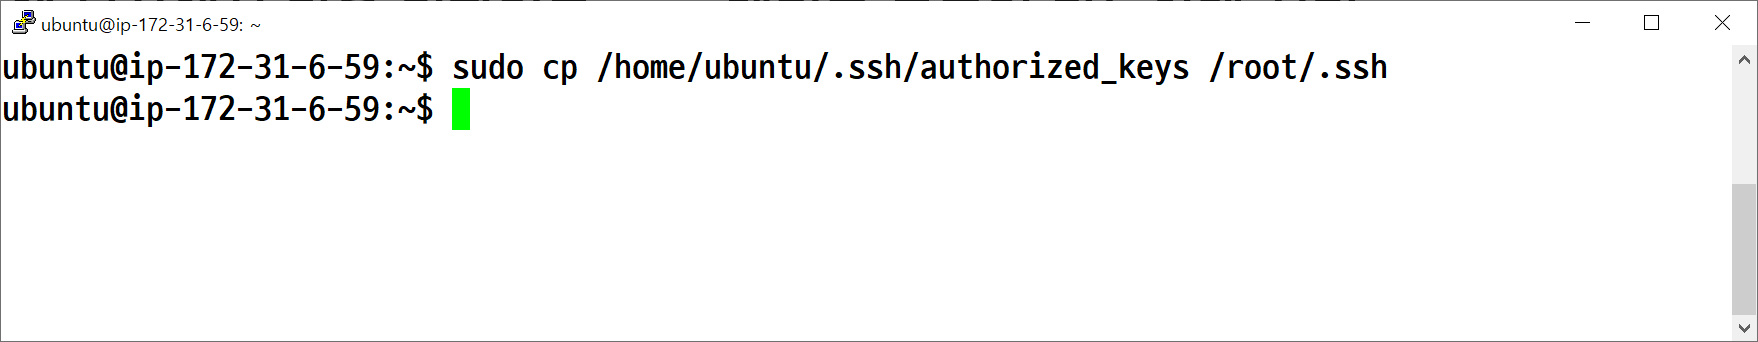 ubuntu@ip-172-31-6-59: ~
ubuntu@ip-172-31-6-59:~$ sudo cp /home/ubuntu/.ssh/authorized_keys /root/.ssh
ubuntu@ip-172-31-6-59:~$